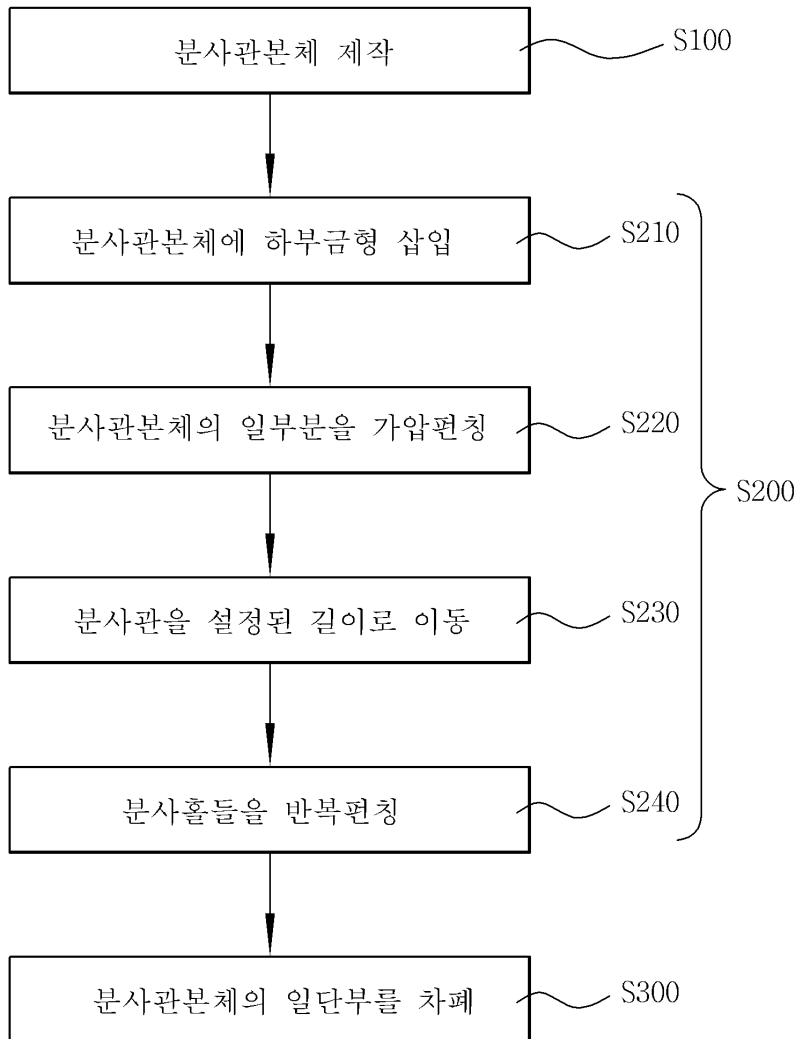 분사관본체 제작
S100
분사관본체에 하부금형 삽입
S210
분사관본체의 일부분을 가압펀칭
S220
S200
분사관을 설정된 길이로 이동
S230
분사홀들을 반복펀칭
S240
분사관본체의 일단부를 차폐
S300